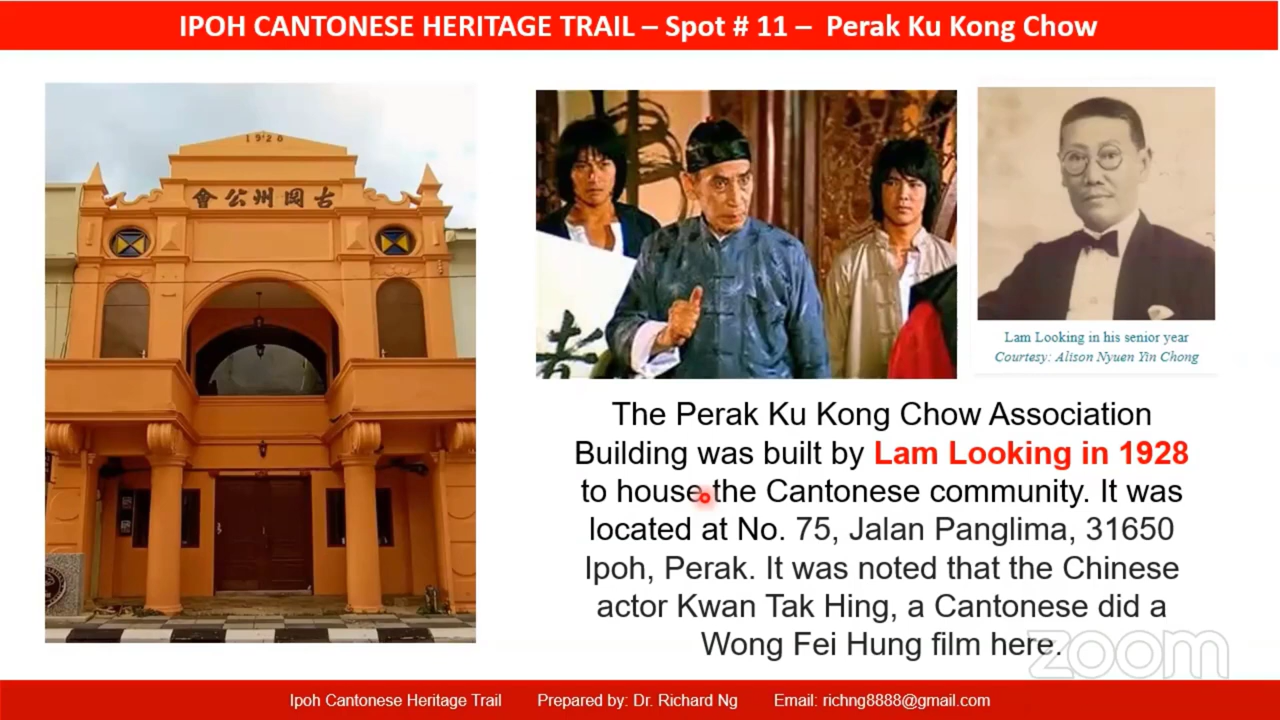 IPOH CANTONESE HERITAGE TRAIL – Spot # 11 – Perak Ku Kong Chow
1928
會公州岡古
Lam Looking in his senior year
Courtesy: Alison Nyuen Yin Chong
The Perak Ku Kong Chow Association
Building was built by Lam Looking in 1928
to house the Cantonese community. It was
located at No. 75, Jalan Panglima, 31650
Ipoh, Perak. It was noted that the Chinese
actor Kwan Tak Hing, a Cantonese did a
Wong Fei Hung film here.
zoom
Ipoh Cantonese Heritage Trail Prepared by: Dr. Richard Ng Email: richng8888@gmail.com